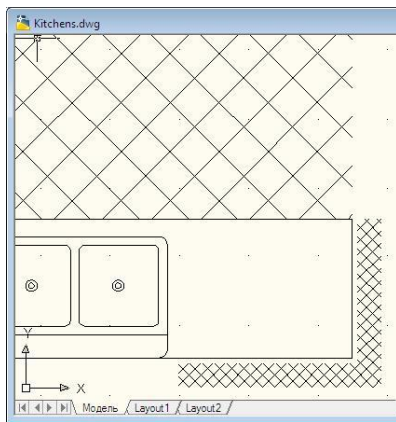 Kitchens.dwg
Y
X
Модель Layout1 Layout2